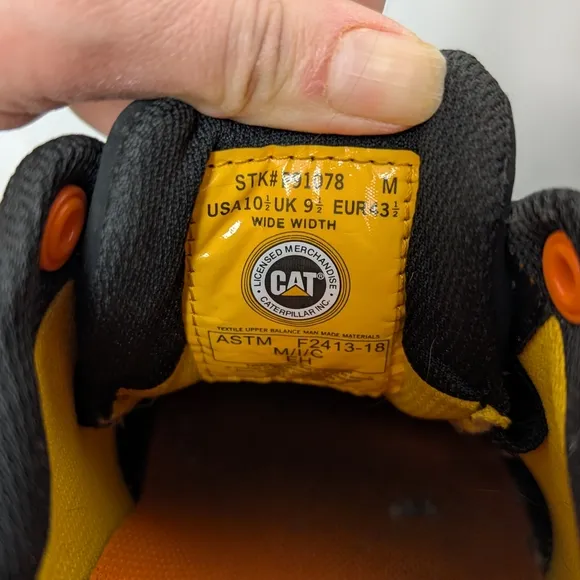 STK# M
USA10½ UK 9½ EUR43½
WIDE WIDTH
LICENSED MERCHANDISE
CAT®
CATERPILLAR INC.
TEXTILE UPPER BALANCE MAN MADE MATERIALS
ASTM F2413-18
M/I/C
EH